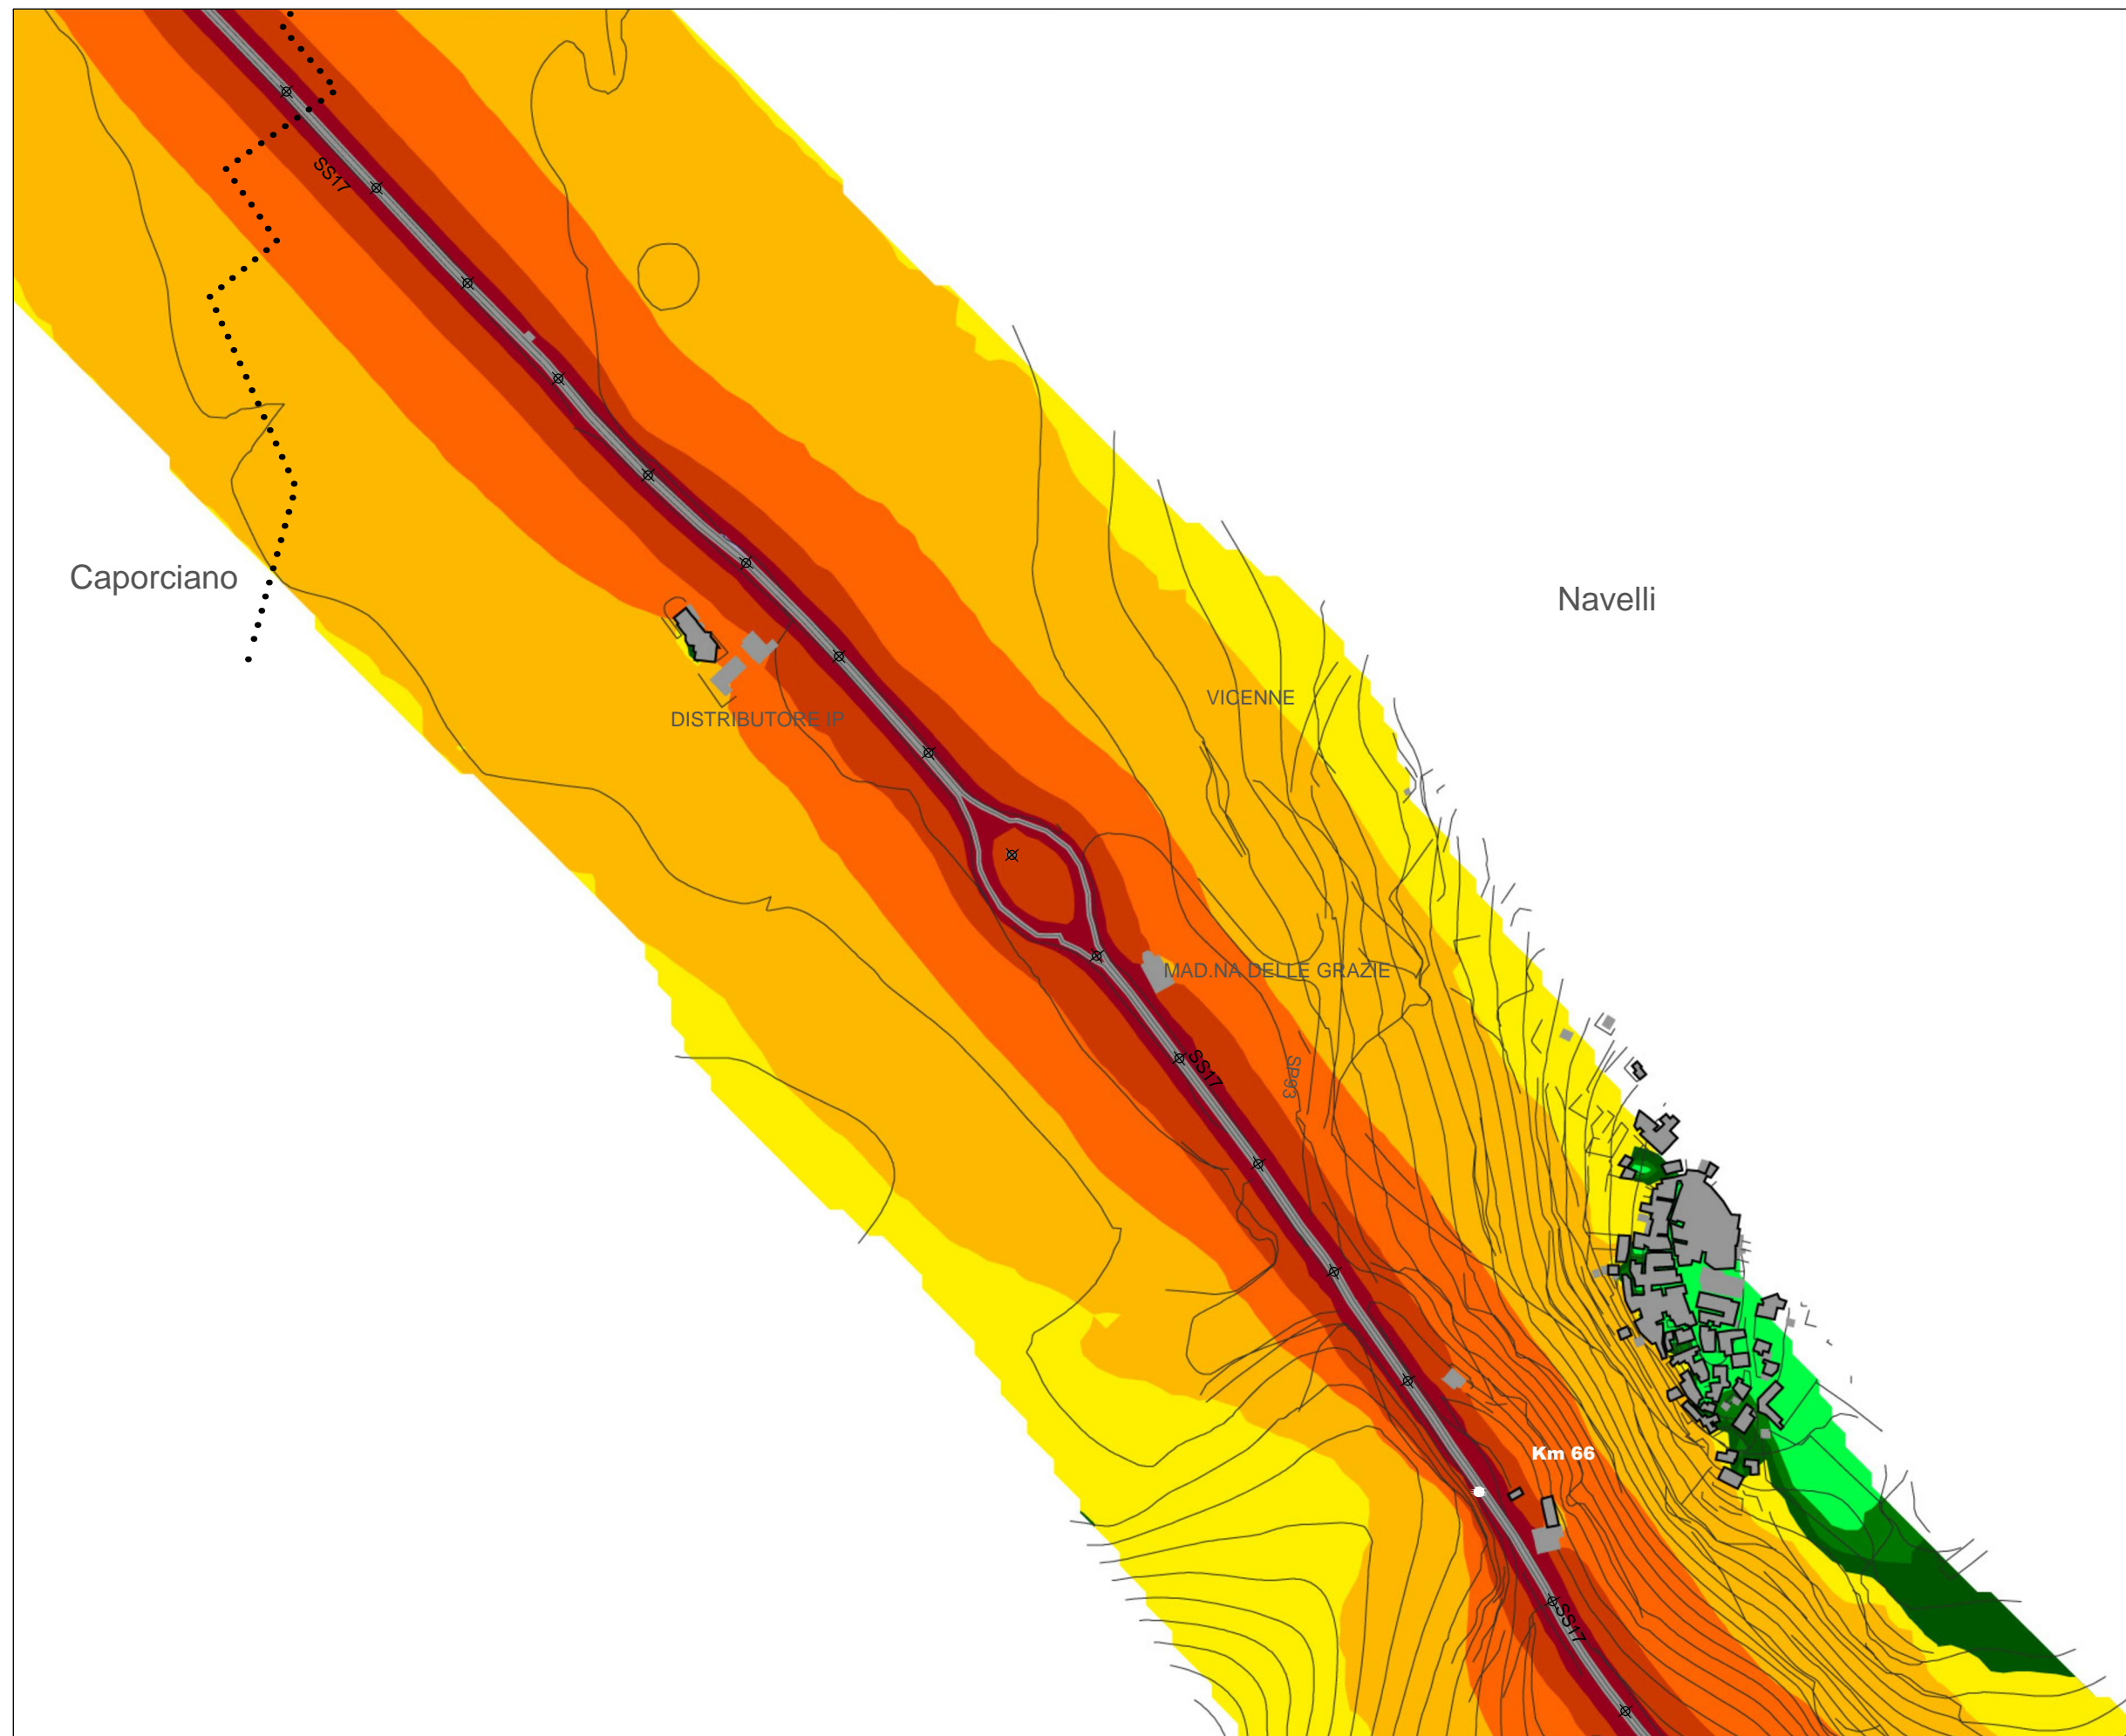 SS17
Caporciano
Navelli
VICENNE
DISTRIBUTORE IP
MAD.NA DELLE GRAZIE
SS17
SP93
Km 66
SS17